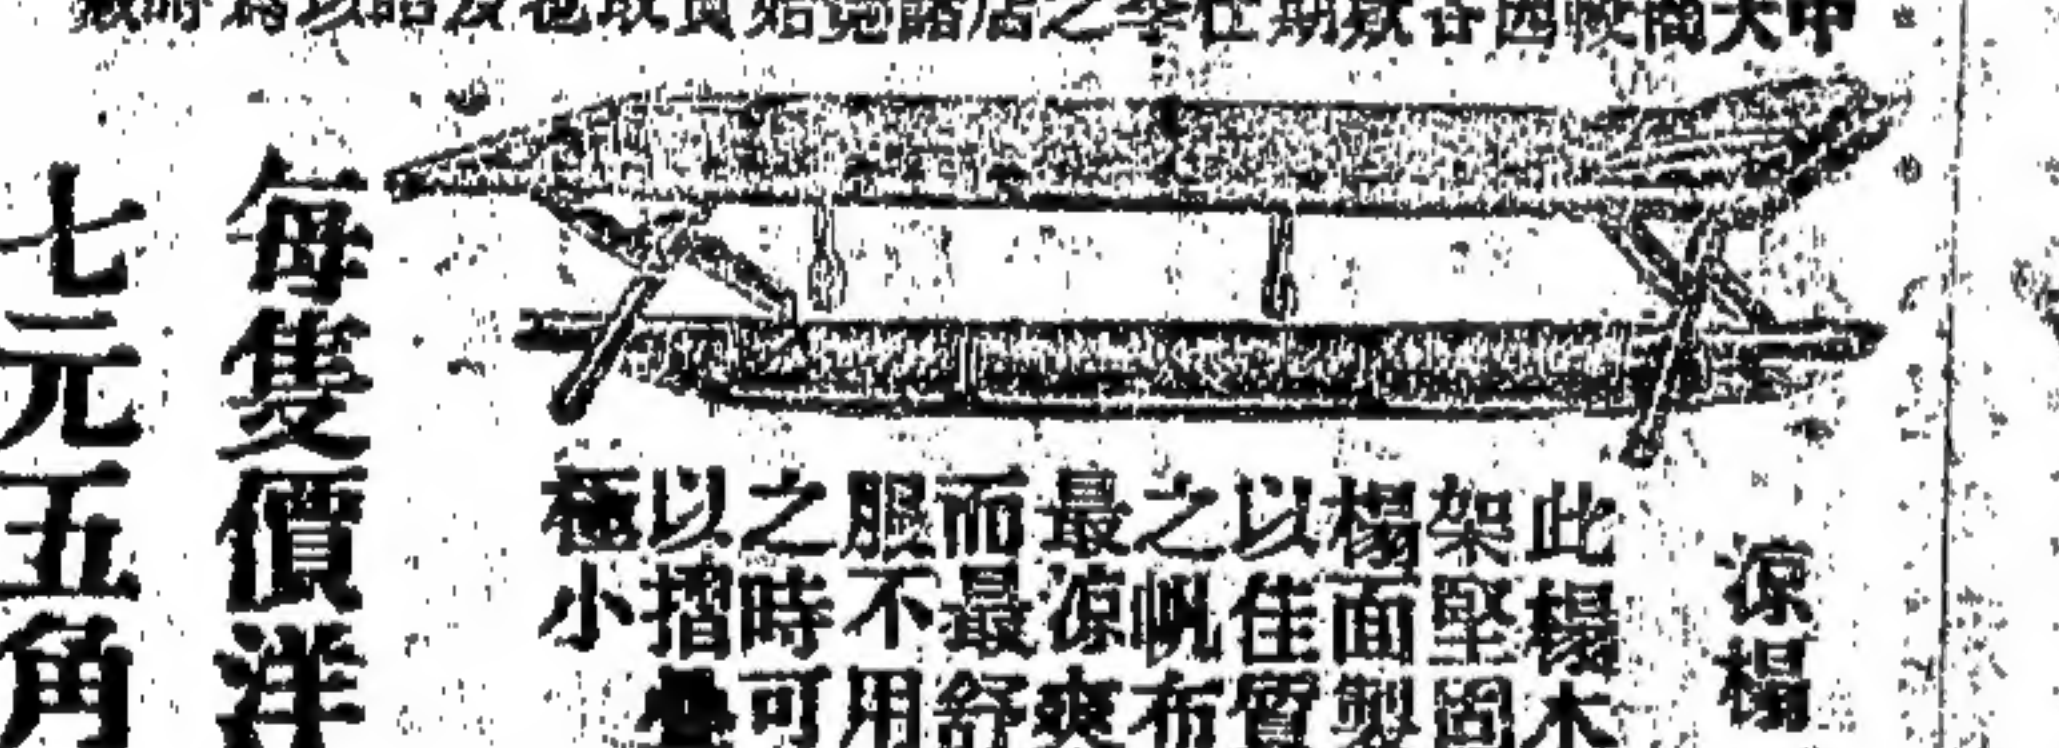 涼榻
此榻木
架堅固
榻面製
以佳質
之帆布
最涼爽
而最舒
服不用
之時可
以摺叠
極小
每隻價洋
七元五角